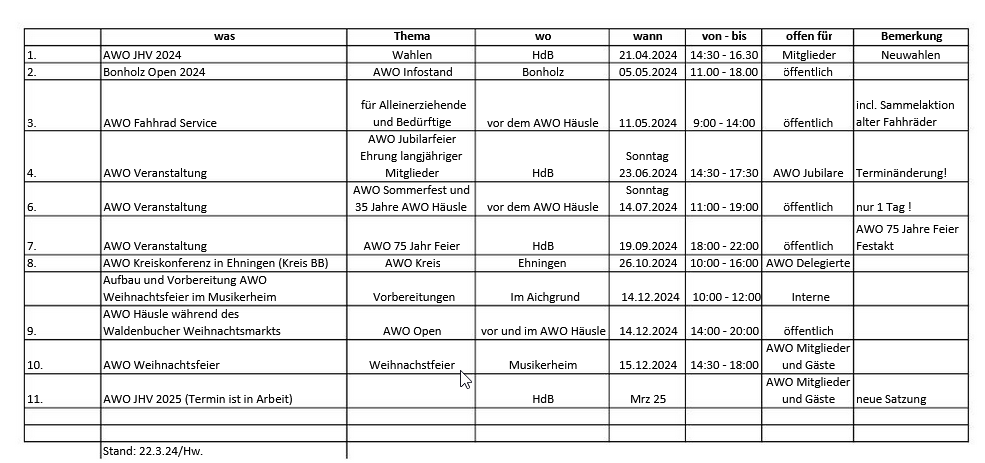 was Thema wo wann von - bis offen für Bemerkung
1. AWO JHV 2024 Wahlen HdB 21.04.2024 14:30 - 16.30 Mitglieder Neuwahlen
2. Bonholz Open 2024 AWO Infostand Bonholz 05.05.2024 11.00 - 18.00 öffentlich
für Alleinerziehende incl. Sammelaktion
3. AWO Fahhrad Service und Bedürftige vor dem AWO Häusle 11.05.2024 9:00 - 14:00 öffentlich alter Fahhräder
AWO Jubilarfeier
Ehrung langjähriger Sonntag
4. AWO Veranstaltung Mitglieder HdB 23.06.2024 14:30 - 17:30 AWO Jubilare Terminänderung!
AWO Sommerfest und Sonntag
6. AWO Veranstaltung 35 Jahre AWO Häusle vor dem AWO Häusle 14.07.2024 11:00 - 19:00 öffentlich nur 1 Tag !
AWO 75 Jahre Feier
7. AWO Veranstaltung AWO 75 Jahr Feier HdB 19.09.2024 18:00 - 22:00 öffentlich Festakt
8. AWO Kreiskonferenz in Ehningen (Kreis BB) AWO Kreis Ehningen 26.10.2024 10:00 - 16:00 AWO Delegierte
Aufbau und Vorbereitung AWO
Weihnachtsfeier im Musikerheim Vorbereitungen Im Aichgrund 14.12.2024 10:00 - 12:00 Interne
AWO Häusle während des
9. Waldenbucher Weihnachtsmarkts AWO Open vor und im AWO Häusle 14.12.2024 14:00 - 20:00 öffentlich
AWO Mitglieder
10. AWO Weihnachtsfeier Weihnachstfeier Musikerheim 15.12.2024 14:30 - 18:00 und Gäste
AWO Mitglieder
11. AWO JHV 2025 (Termin ist in Arbeit) HdB Mrz 25 und Gäste neue Satzung
Stand: 22.3.24/Hw.